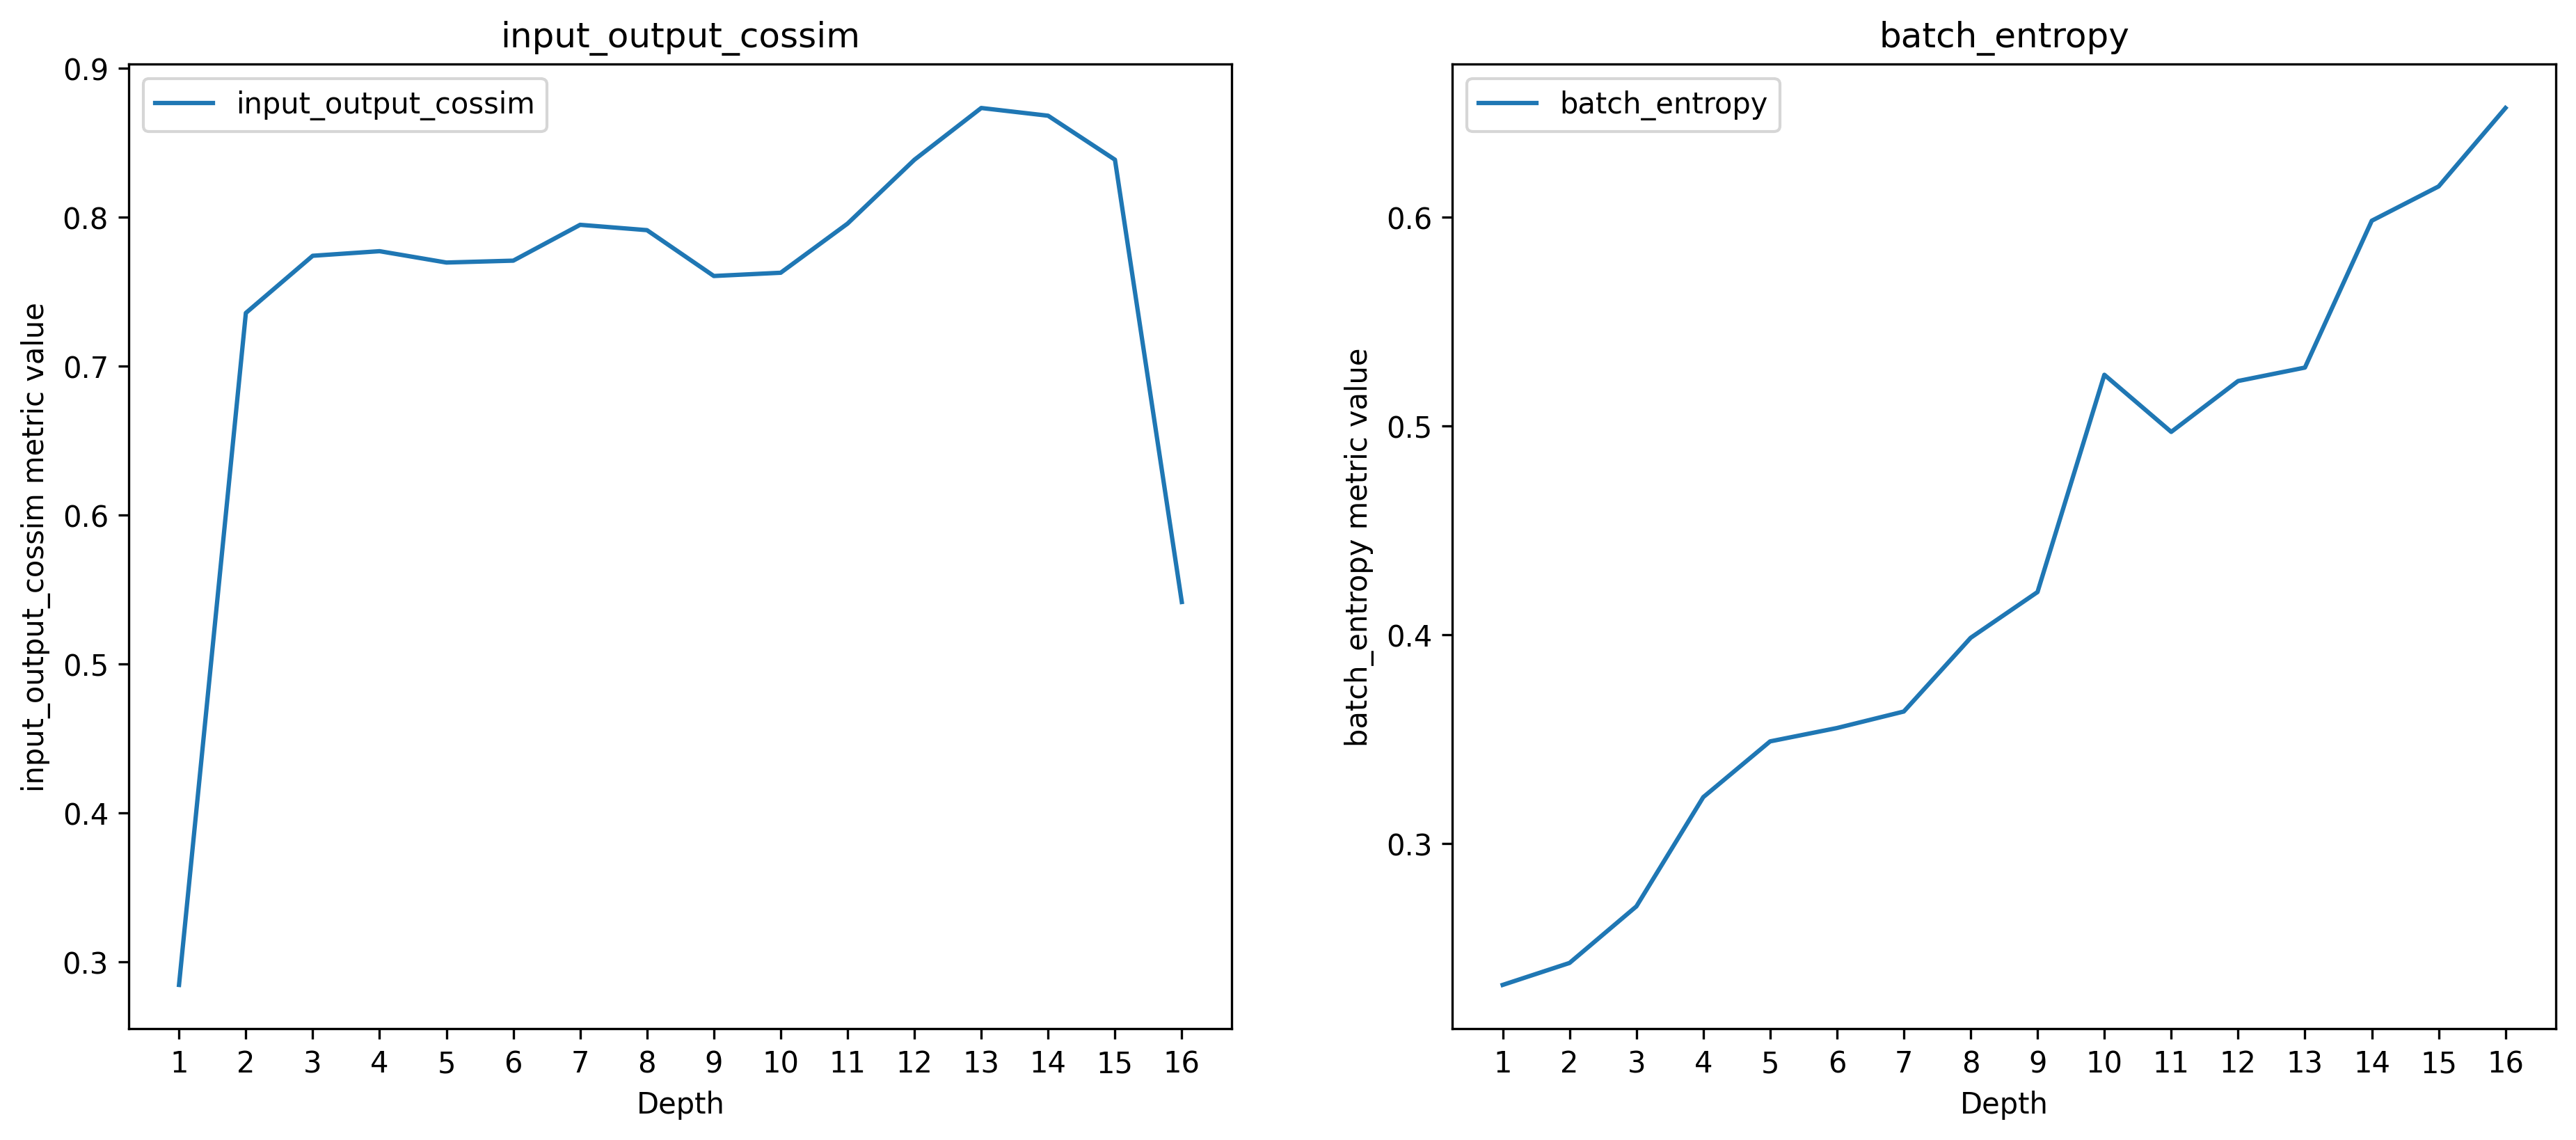 input_output_cossim
input_output_cossim
input_output_cossim metric value
0.9
0.8
0.7
0.6
0.5
0.4
0.3
1 2 3 4 5 6 7 8 9 10 11 12 13 14 15 16
Depth
batch_entropy
batch_entropy
batch_entropy metric value
0.6
0.5
0.4
0.3
1 2 3 4 5 6 7 8 9 10 11 12 13 14 15 16
Depth